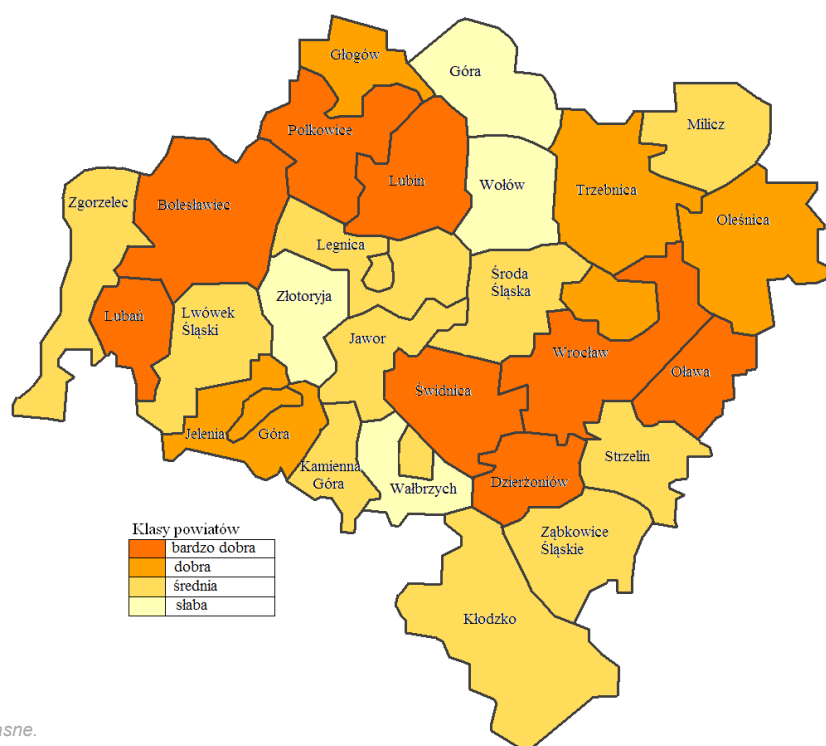 Głogów
Góra
Milicz
Polkowice
Lubin
Wołów
Trzebnica
Zgorzelec
Bolesławiec
Oleśnica
Legnica
Środa
Śląska
Złotoryja
Lubań
Lwówek
Śląski
Jawor
Wrocław
Oława
Świdnica
Jelenia
Góra
Kamienna
Góra
Wałbrzych
Dzierżoniów
Strzelin
Ząbkowice
Śląskie
Kłodzko
Klasy powiatów
bardzo dobra
dobra
średnia
słaba